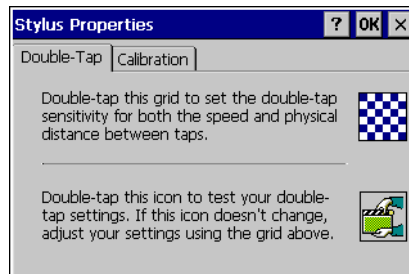 Stylus Properties ? OK ×
Double-Tap Calibration
Double-tap this grid to set the double-tap
sensitivity for both the speed and physical
distance between taps.
Double-tap this icon to test your double-
tap settings. If this icon doesn't change,
adjust your settings using the grid above.